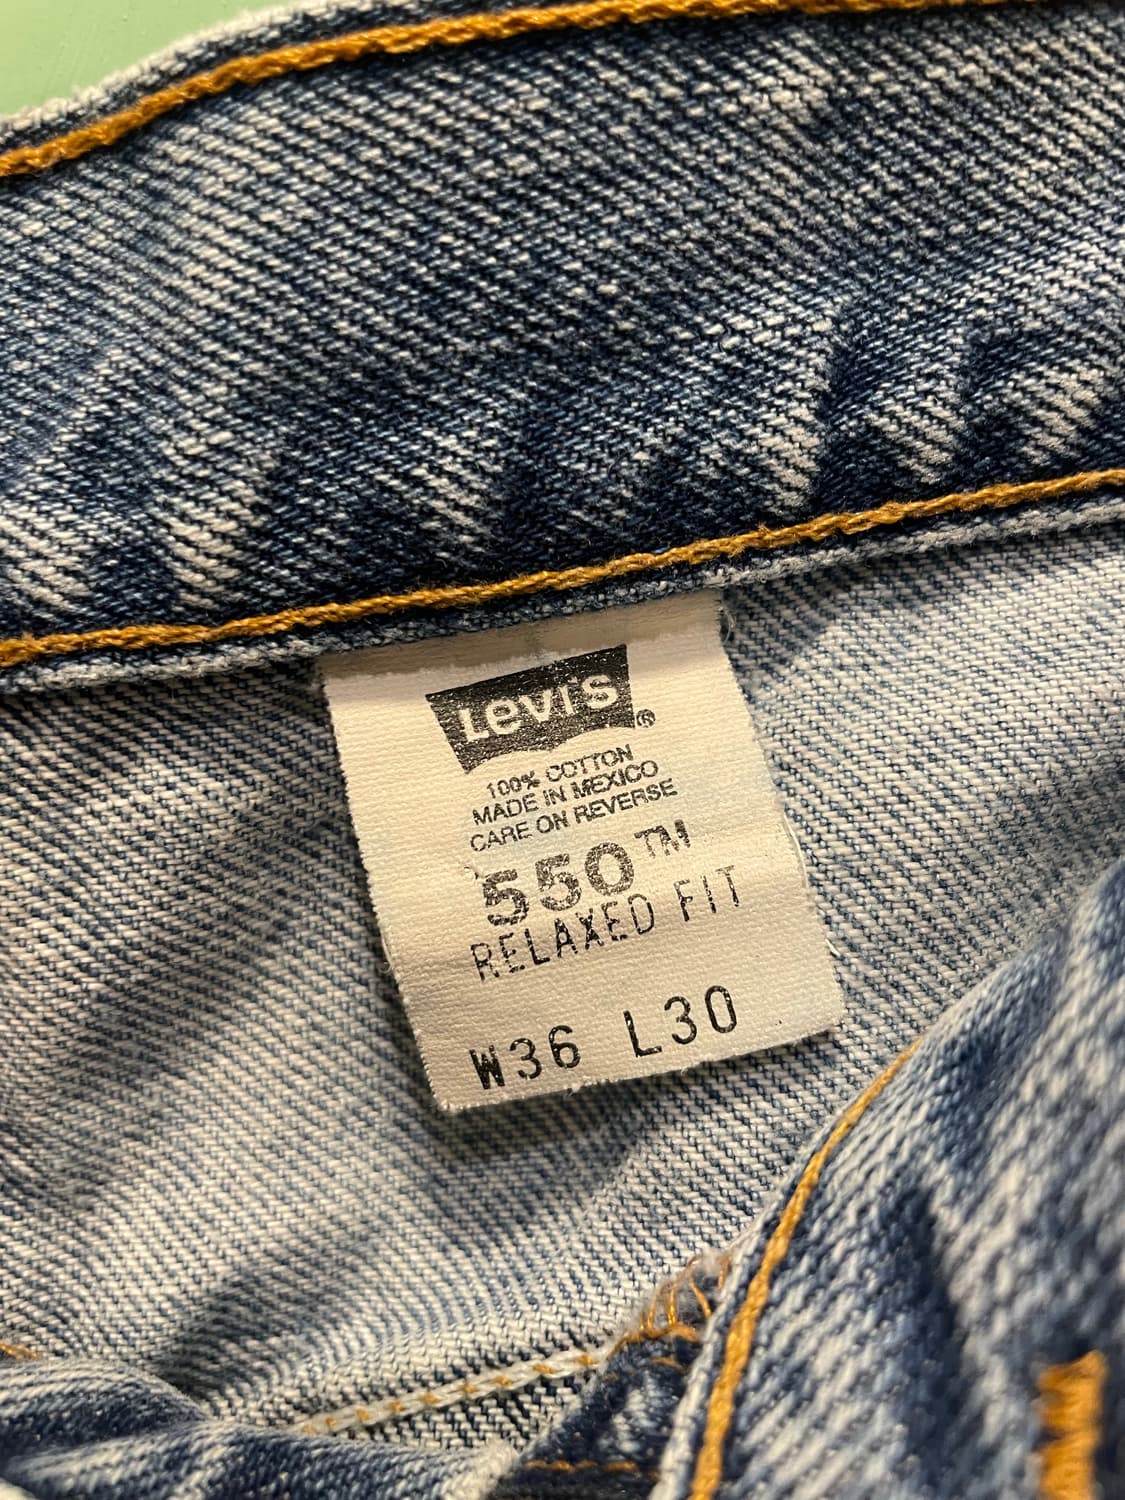 Levi's®
100% COTTON
MADE IN MEXICO
CARE ON REVERSE
550™
RELAXED FIT
W36 L30